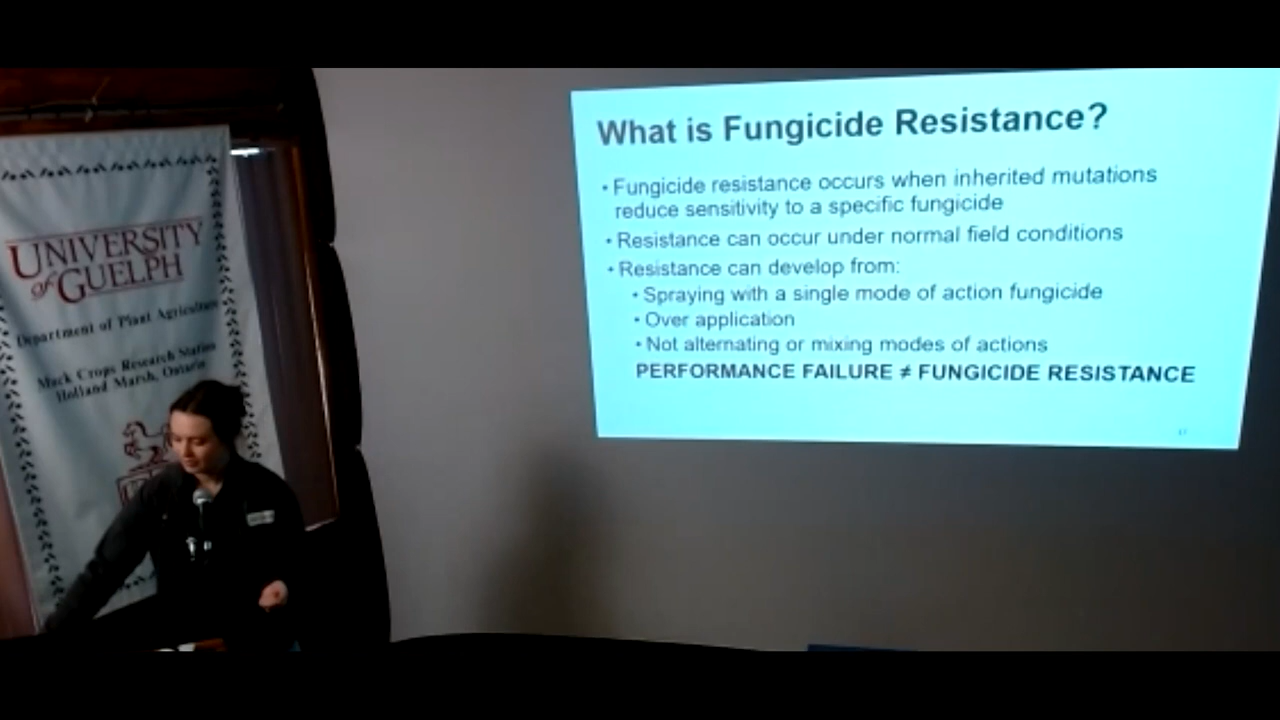 UNIVERSITY
of GUELPH
Department of Plant Agriculture
Muck Crops Research Station
Holland Marsh, Ontario
What is Fungicide Resistance?
• Fungicide resistance occurs when inherited mutations
reduce sensitivity to a specific fungicide
• Resistance can occur under normal field conditions
• Resistance can develop from:
• Spraying with a single mode of action fungicide
• Over application
• Not alternating or mixing modes of actions
PERFORMANCE FAILURE ≠ FUNGICIDE RESISTANCE